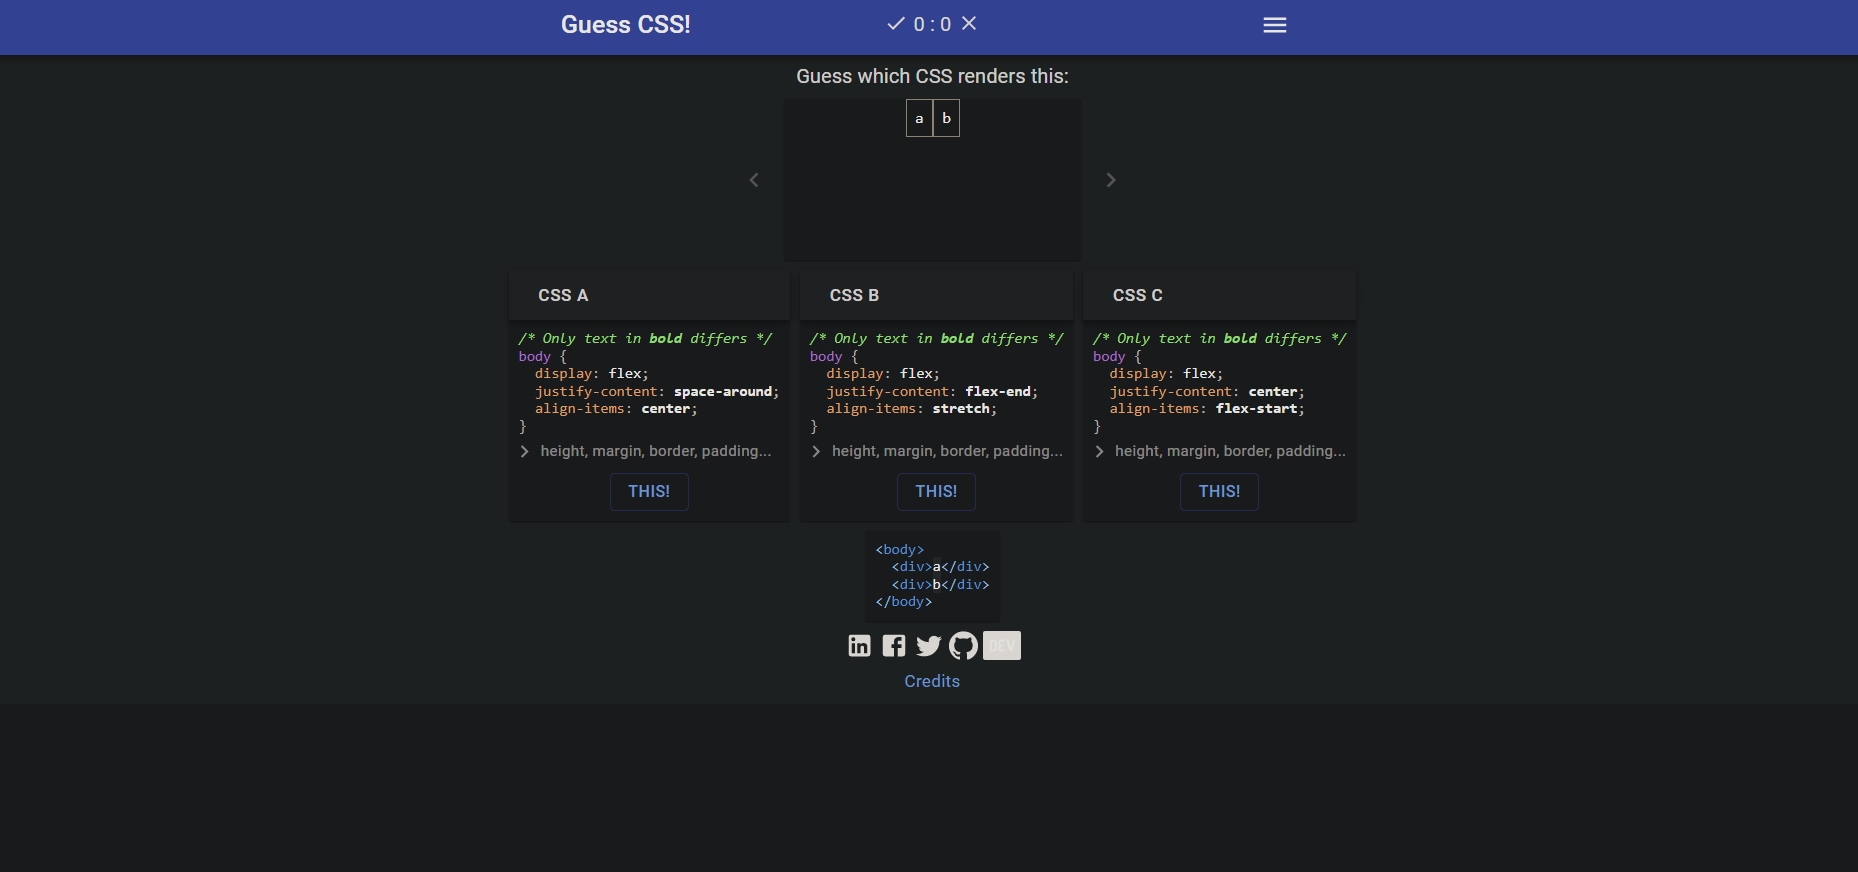 Guess CSS!
0 : 0
Guess which CSS renders this:
a b
CSS A
/* Only text in bold differs */
body {
  display: flex;
  justify-content: space-around;
  align-items: center;
}
height, margin, border, padding...
THIS!
CSS B
/* Only text in bold differs */
body {
  display: flex;
  justify-content: flex-end;
  align-items: stretch;
}
height, margin, border, padding...
THIS!
CSS C
/* Only text in bold differs */
body {
  display: flex;
  justify-content: center;
  align-items: flex-start;
}
height, margin, border, padding...
THIS!
<body>
  <div>a</div>
  <div>b</div>
</body>
in
DEV
Credits